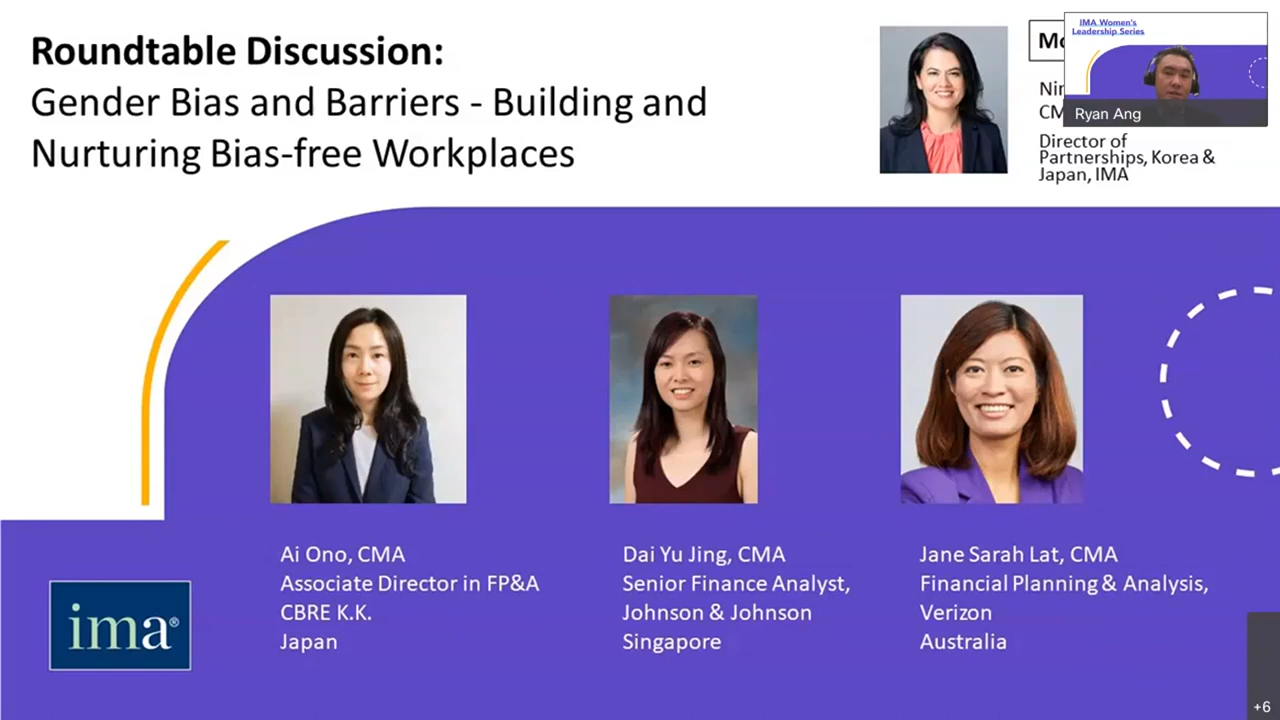 Roundtable Discussion:
Gender Bias and Barriers - Building and
Nurturing Bias-free Workplaces
IMA Women's
Leadership Series
Ryan Ang
Director of
Partnerships, Korea &
Japan, IMA
Ai Ono, CMA
Associate Director in FP&A
CBRE K.K.
Japan
Dai Yu Jing, CMA
Senior Finance Analyst,
Johnson & Johnson
Singapore
Jane Sarah Lat, CMA
Financial Planning & Analysis,
Verizon
Australia
ima®
+6